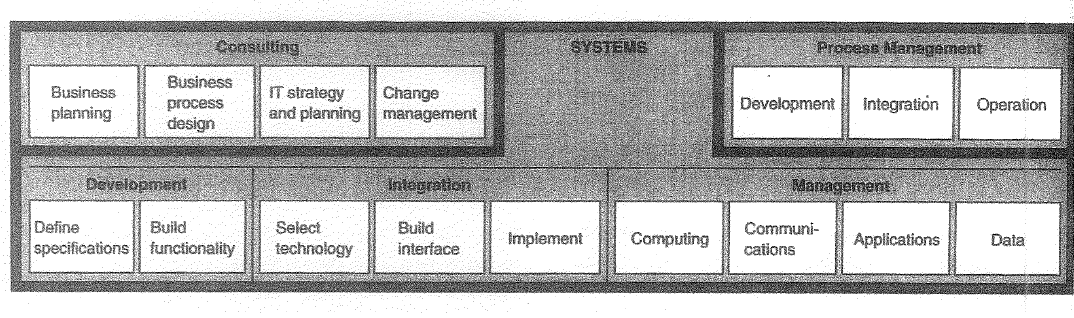 Consulting
SYSTEMS
Process Management
Business
planning
Business
process
design
IT strategy
and planning
Change
management
Development
Integration
Operation
Development
Integration
Management
Define
specifications
Build
functionality
Select
technology
Build
interface
Implement
Computing
Communi-
cations
Applications
Data